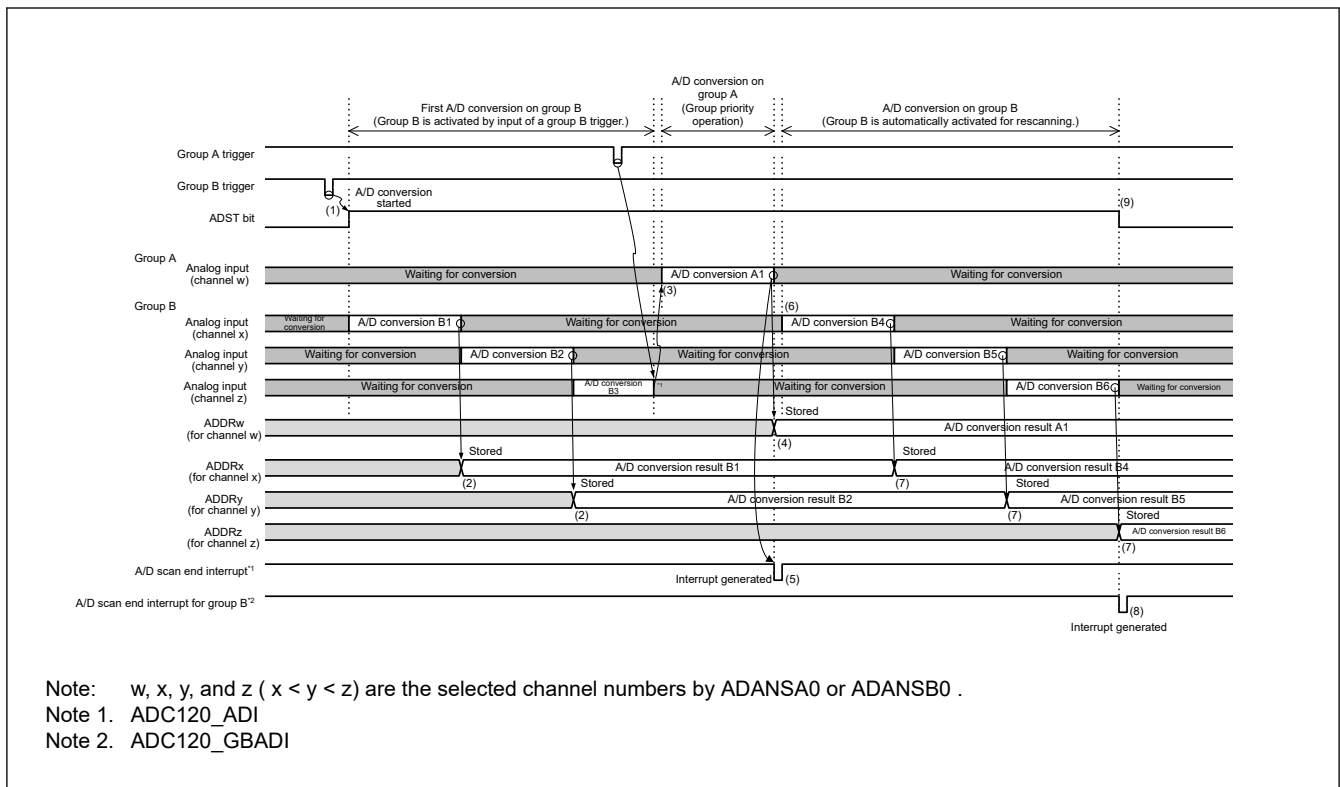 A/D conversion on
group A
(Group priority
operation)
First A/D conversion on group B
(Group B is activated by input of a group B trigger.)
A/D conversion on group B
(Group B is automatically activated for rescanning.)
Group A trigger
Group B trigger
A/D conversion
started
(1)
(9)
ADST bit
Group A
Analog input
(channel w)
Waiting for conversion
A/D conversion A1
Waiting for conversion
(3)
Group B
(6)
Analog input
(channel x)
Waiting for
conversion
A/D conversion B1
Waiting for conversion
A/D conversion B4
Waiting for conversion
Analog input
(channel y)
Waiting for conversion
A/D conversion B2
Waiting for conversion
A/D conversion B5
Waiting for conversion
Analog input
(channel z)
Waiting for conversion
A/D conversion
B3
*1
Waiting for conversion
A/D conversion B6
Waiting for conversion
Stored
ADDRw
(for channel w)
A/D conversion result A1
(4)
Stored
Stored
ADDRx
(for channel x)
A/D conversion result B1
A/D conversion result B4
(2)
(7)
Stored
Stored
ADDRy
(for channel y)
A/D conversion result B2
A/D conversion result B5
(2)
(7)
Stored
ADDRz
(for channel z)
A/D conversion result B6
(7)
A/D scan end interrupt*1
Interrupt generated
(5)
A/D scan end interrupt for group B*2
(8)
Interrupt generated
Note: w, x, y, and z ( x < y < z) are the selected channel numbers by ADANSA0 or ADANSB0 .
Note 1. ADC120_ADI
Note 2. ADC120_GBADI